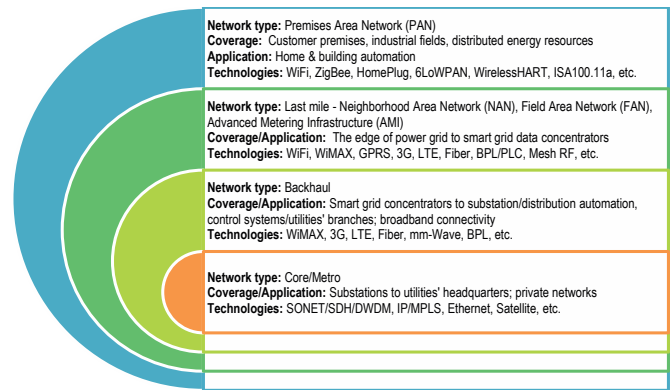 Network type: Premises Area Network (PAN)
Coverage: Customer premises, industrial fields, distributed energy resources
Application: Home & building automation
Technologies: WiFi, ZigBee, HomePlug, 6LoWPAN, WirelessHART, ISA100.11a, etc.
Network type: Last mile - Neighborhood Area Network (NAN), Field Area Network (FAN),
Advanced Metering Infrastructure (AMI)
Coverage/Application: The edge of power grid to smart grid data concentrators
Technologies: WiFi, WiMAX, GPRS, 3G, LTE, Fiber, BPL/PLC, Mesh RF, etc.
Network type: Backhaul
Coverage/Application: Smart grid concentrators to substation/distribution automation,
control systems/utilities' branches; broadband connectivity
Technologies: WiMAX, 3G, LTE, Fiber, mm-Wave, BPL, etc.
Network type: Core/Metro
Coverage/Application: Substations to utilities' headquarters; private networks
Technologies: SONET/SDH/DWDM, IP/MPLS, Ethernet, Satellite, etc.